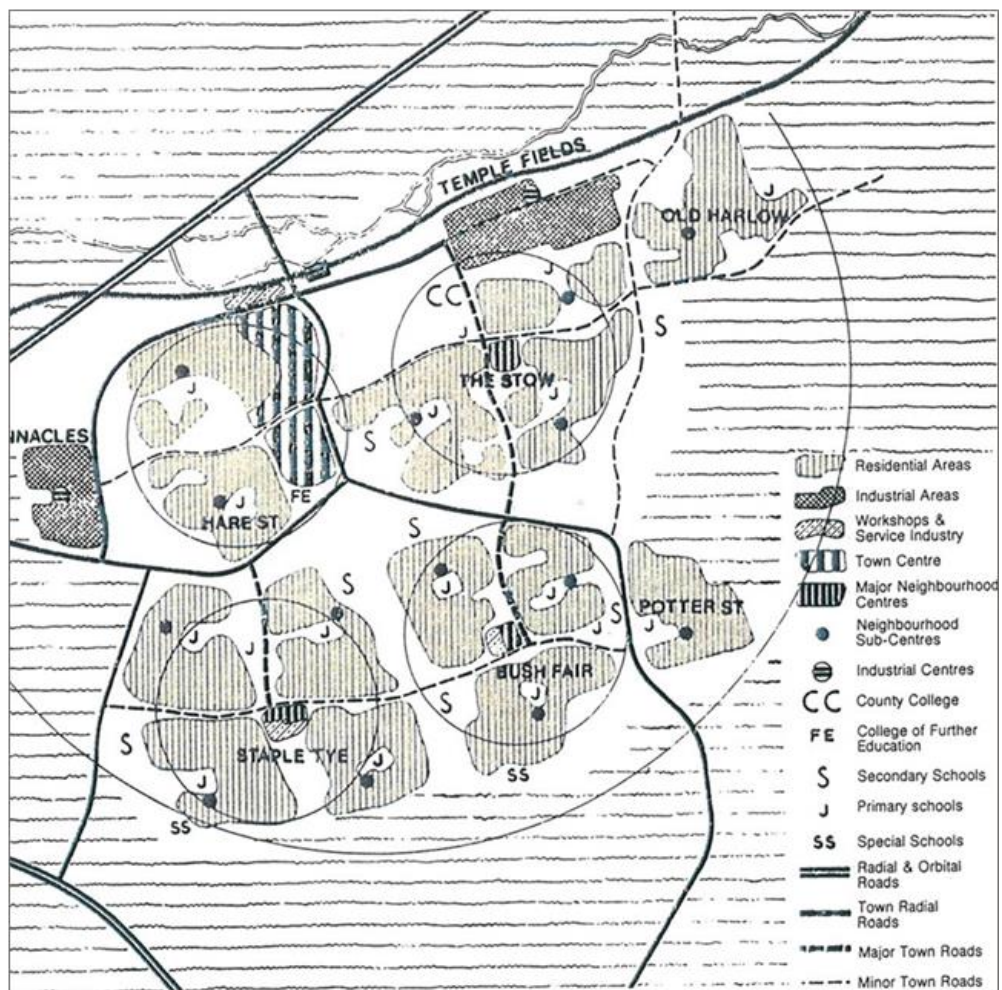 TEMPLE FIELDS
J
OLD HARLOW
J
CC
J
S
THE STOW
J
J
J
S
NNACLES
FE
J
HARE ST
S
S
J
J
S
POTTER ST
J
J
J
J
J
BUSH FAIR
J
S
S
STAPLE TYE
J
J
SS
SS
Residential Areas
Industrial Areas
Workshops &
Service Industry
Town Centre
Major Neighbourhood
Centres
Neighbourhood
Sub-Centres
Industrial Centres
CC County College
FE College of Further
Education
S Secondary Schools
J Primary schools
SS Special Schools
Radial & Orbital
Roads
Town Radial
Roads
Major Town Roads
Minor Town Roads